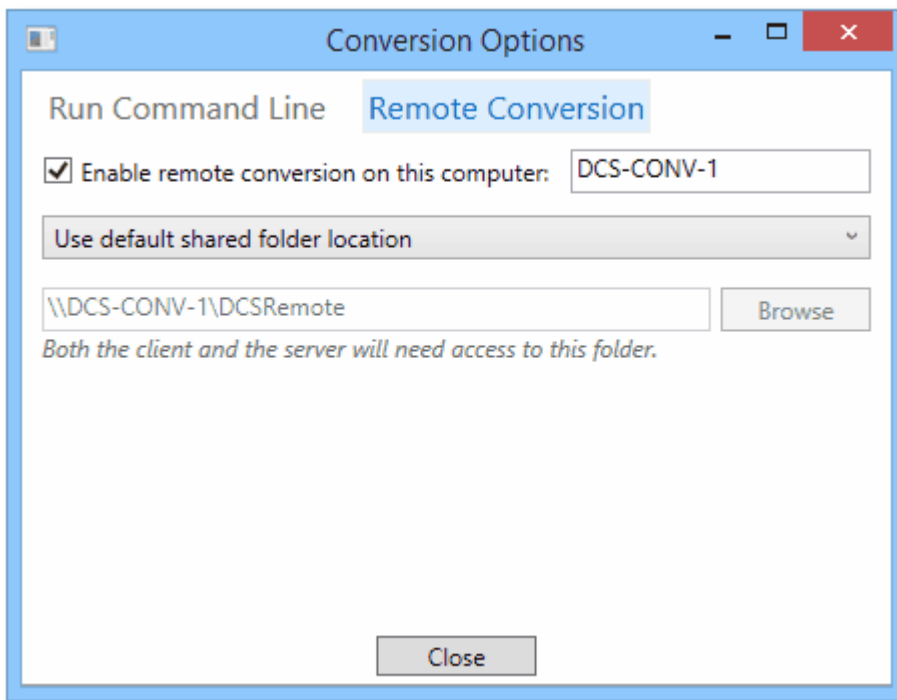 Conversion Options
Run Command Line Remote Conversion
Enable remote conversion on this computer: DCS-CONV-1
Use default shared folder location
\\DCS-CONV-1\DCSRemote Browse
Both the client and the server will need access to this folder.
Close